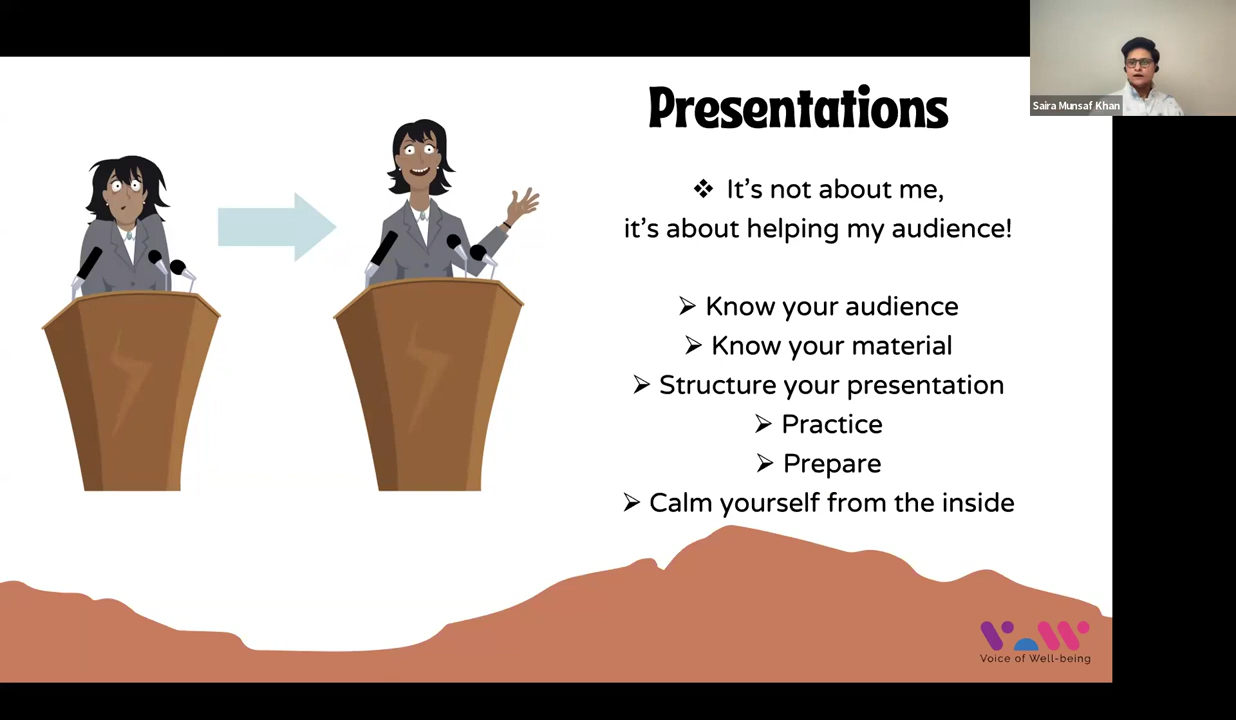 Saira Munsaf Khan
Presentations
❖ It's not about me,
it's about helping my audience!
➢ Know your audience
➢ Know your material
➢ Structure your presentation
➢ Practice
➢ Prepare
➢ Calm yourself from the inside
VOW
Voice of Well-being